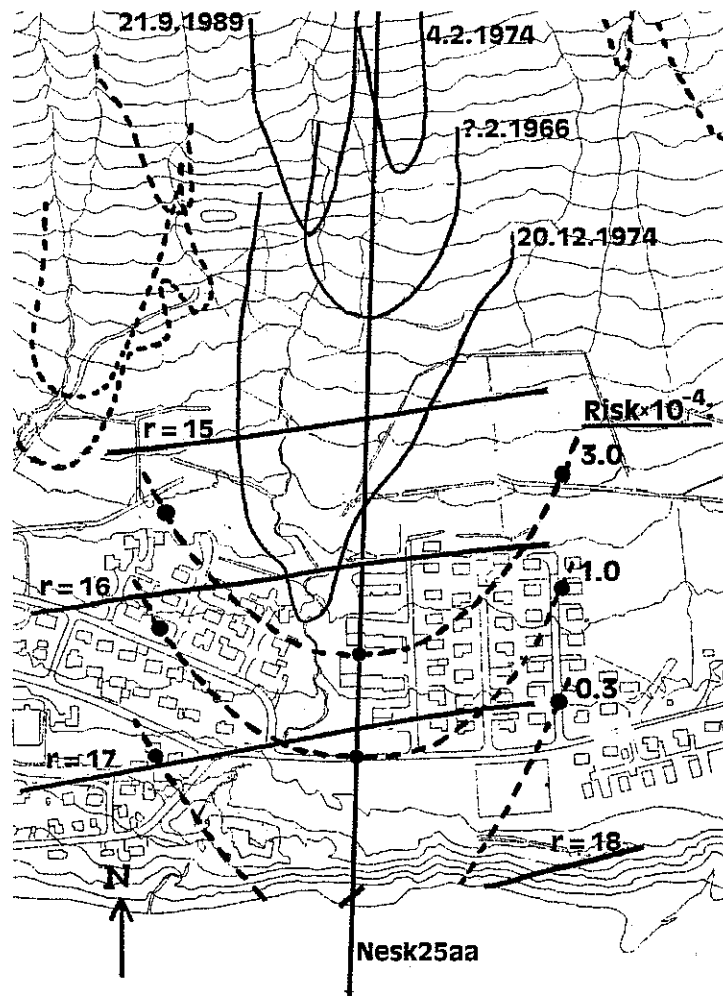 21.9.1989
4.2.1974
?.2.1966
20.12.1974
Risk×10⁻⁴
r = 15
3.0
r = 16
1.0
0.3
r = 17
r = 18
N
Nesk25aa